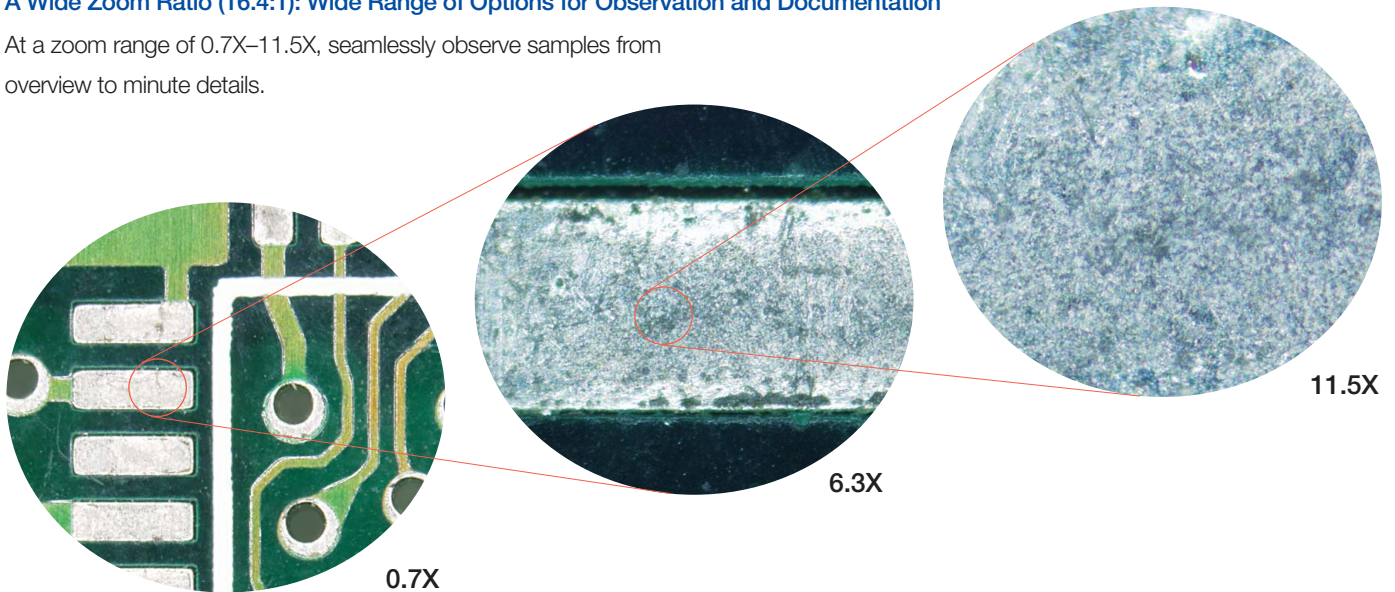 A Wide Zoom Ratio (16.4:1): Wide Range of Options for Observation and Documentation
At a zoom range of 0.7X–11.5X, seamlessly observe samples from
overview to minute details.
11.5X
6.3X
0.7X